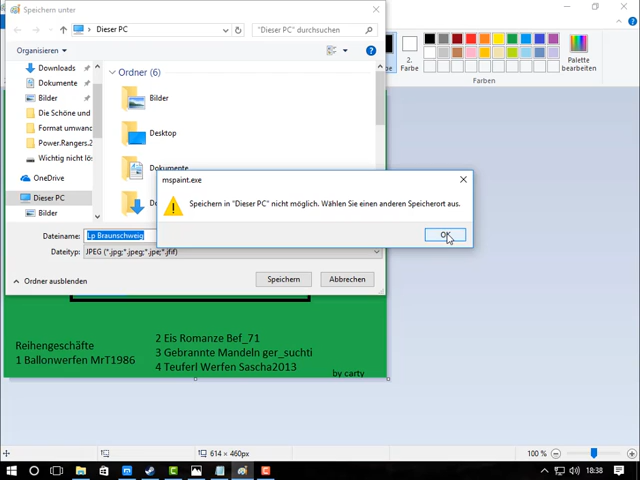 Speichern unter
Dieser PC
"Dieser PC" durchsuchen
Organisieren
Downloads
Dokumente
Bilder
Die Schöne und
Format umwand
Power.Rangers.2
Wichtig nicht lös
OneDrive
Dieser PC
Bilder
Ordner (6)
Bilder
Desktop
Dokumente
mspaint.exe
Speichern in "Dieser PC" nicht möglich. Wählen Sie einen anderen Speicherort aus.
OK
Dateiname: Lp Braunschweig
Dateityp: JPEG (*.jpg;*.jpeg;*.jpe;*.jfif)
Ordner ausblenden
Speichern
Abbrechen
2.
Farbe
Palette
bearbeiten
Farben
Reihengeschäfte
1 Ballonwerfen MrT1986
2 Eis Romanze Bef_71
3 Gebrannte Mandeln ger_suchti
4 Teuferl Werfen Sascha2013
by carty
614 × 460px
100 %
18:38